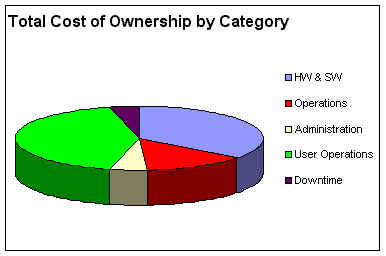 Total Cost of Ownership by Category
HW & SW
Operations
Administration
User Operations
Downtime